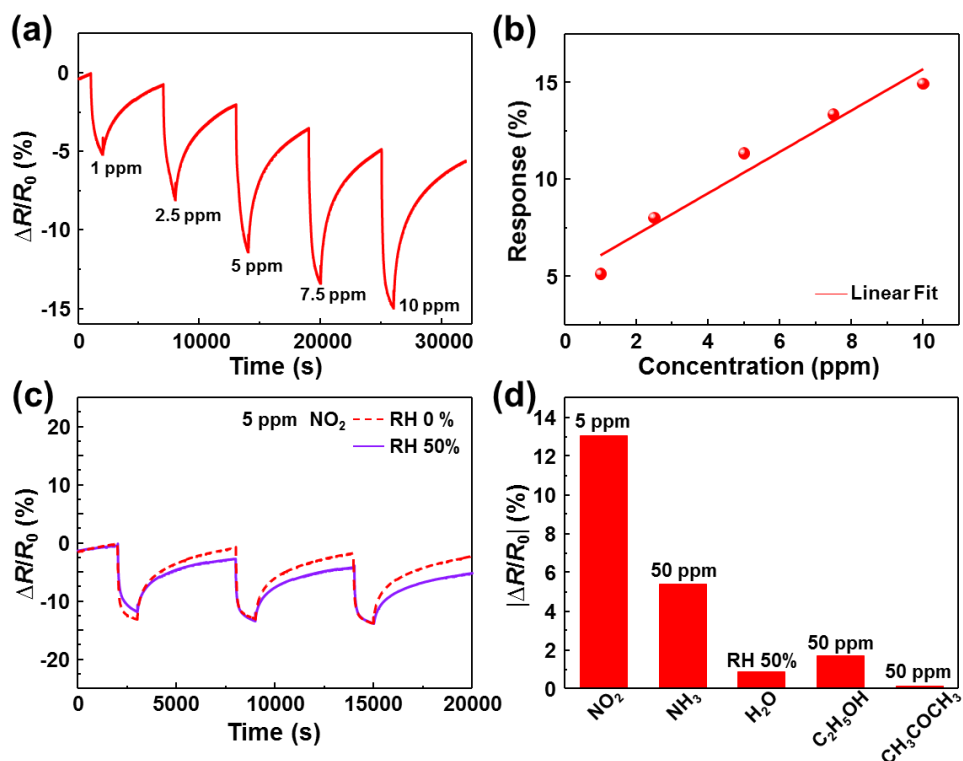 (a)
0
-5
-10
-15
ΔR/R₀ (%)
1 ppm
2.5 ppm
5 ppm
7.5 ppm
10 ppm
0 10000 20000 30000
Time (s)
(b)
15
10
5
Response (%)
Linear Fit
0 2 4 6 8 10
Concentration (ppm)
(c)
20
10
0
-10
-20
ΔR/R₀ (%)
5 ppm NO₂ RH 0 %
RH 50%
0 5000 10000 15000 20000
Time (s)
(d)
14
12
10
8
6
4
2
0
|ΔR/R₀| (%)
5 ppm
50 ppm
RH 50%
50 ppm
50 ppm
NO₂
NH₃
H₂O
C₂H₅OH
CH₃COCH₃